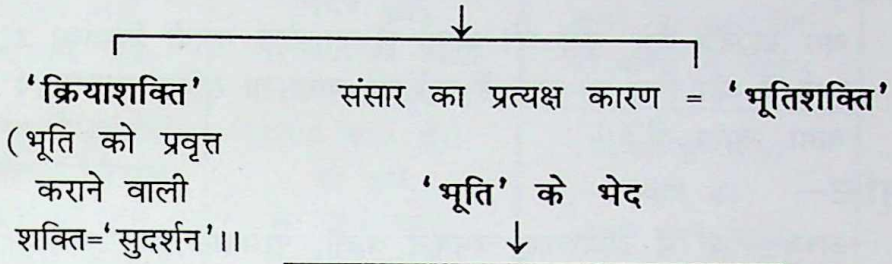 ↓
‘क्रियाशक्ति’ संसार का प्रत्यक्ष कारण = ‘भूतिशक्ति’
(भूति को प्रवृत्त
कराने वाली ‘भूति’ के भेद
शक्ति=‘सुदर्शन’।। ↓